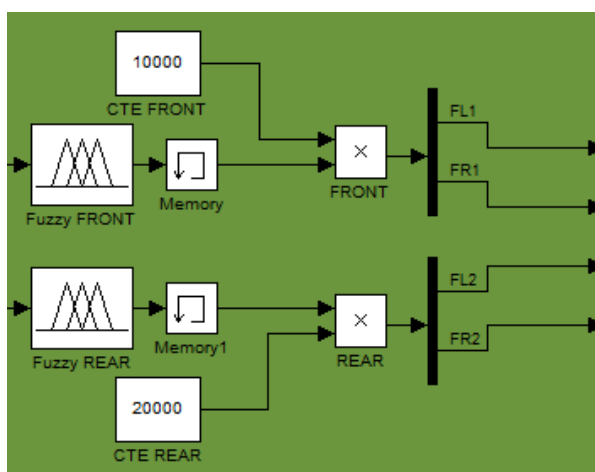 10000
CTE FRONT
FL1
×
FR1
Fuzzy FRONT
Memory
FRONT
FL2
×
FR2
Fuzzy REAR
Memory1
REAR
20000
CTE REAR